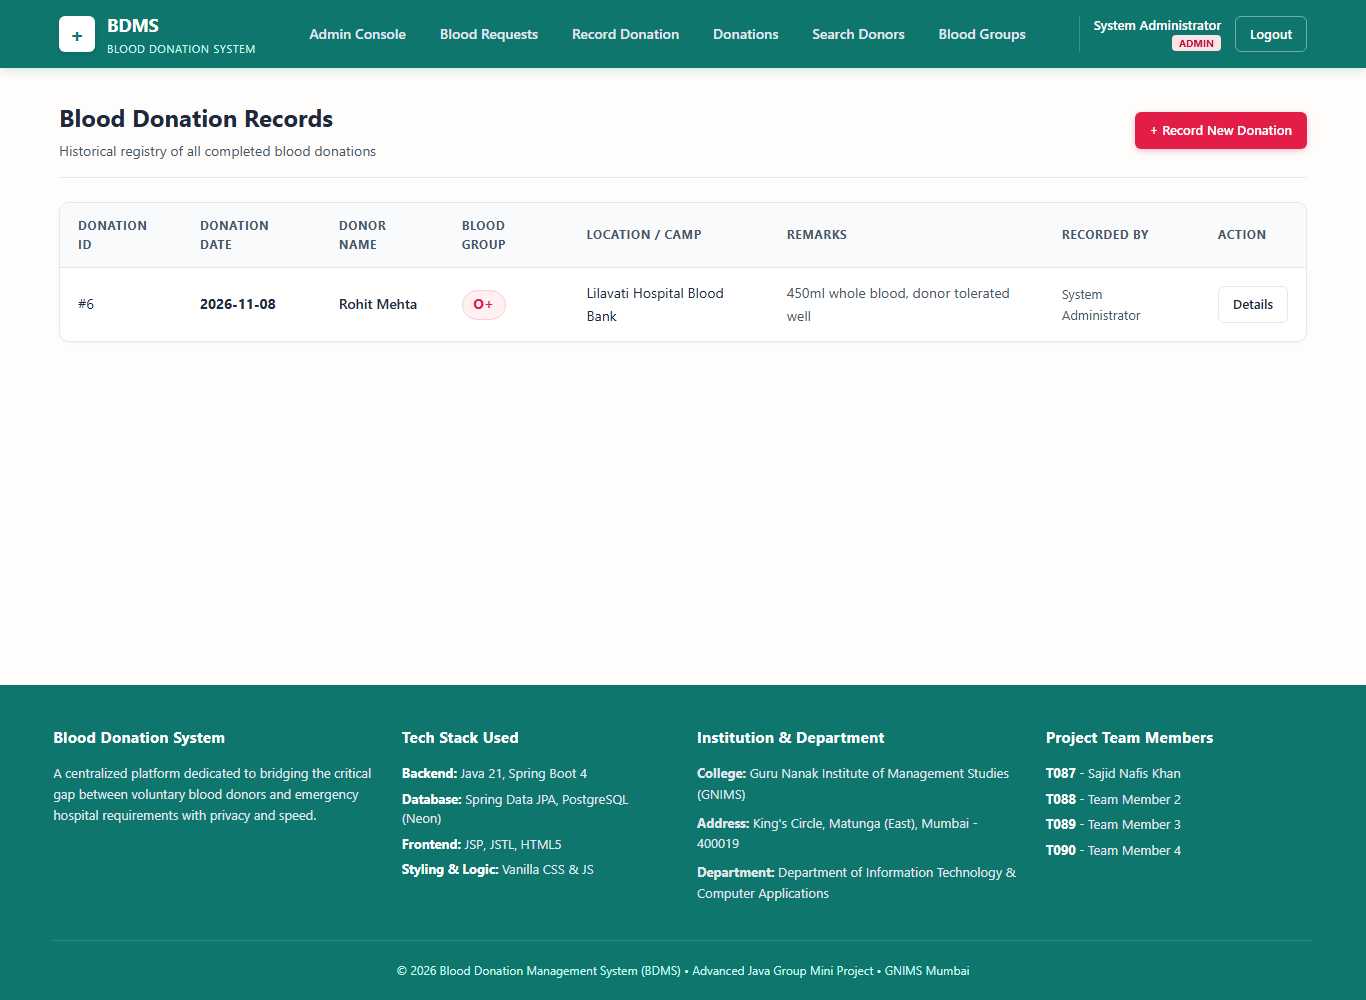 +
BDMS
BLOOD DONATION SYSTEM
Admin Console
Blood Requests
Record Donation
Donations
Search Donors
Blood Groups
System Administrator
ADMIN
Logout
Blood Donation Records
Historical registry of all completed blood donations
+ Record New Donation
DONATION
ID
DONATION
DATE
DONOR
NAME
BLOOD
GROUP
LOCATION / CAMP
REMARKS
RECORDED BY
ACTION
#6
2026-11-08
Rohit Mehta
O+
Lilavati Hospital Blood
Bank
450ml whole blood, donor tolerated
well
System
Administrator
Details
Blood Donation System
A centralized platform dedicated to bridging the critical
gap between voluntary blood donors and emergency
hospital requirements with privacy and speed.
Tech Stack Used
Backend: Java 21, Spring Boot 4
Database: Spring Data JPA, PostgreSQL
(Neon)
Frontend: JSP, JSTL, HTML5
Styling & Logic: Vanilla CSS & JS
Institution & Department
College: Guru Nanak Institute of Management Studies
(GNIMS)
Address: King's Circle, Matunga (East), Mumbai -
400019
Department: Department of Information Technology &
Computer Applications
Project Team Members
T087 - Sajid Nafis Khan
T088 - Team Member 2
T089 - Team Member 3
T090 - Team Member 4
© 2026 Blood Donation Management System (BDMS) • Advanced Java Group Mini Project • GNIMS Mumbai